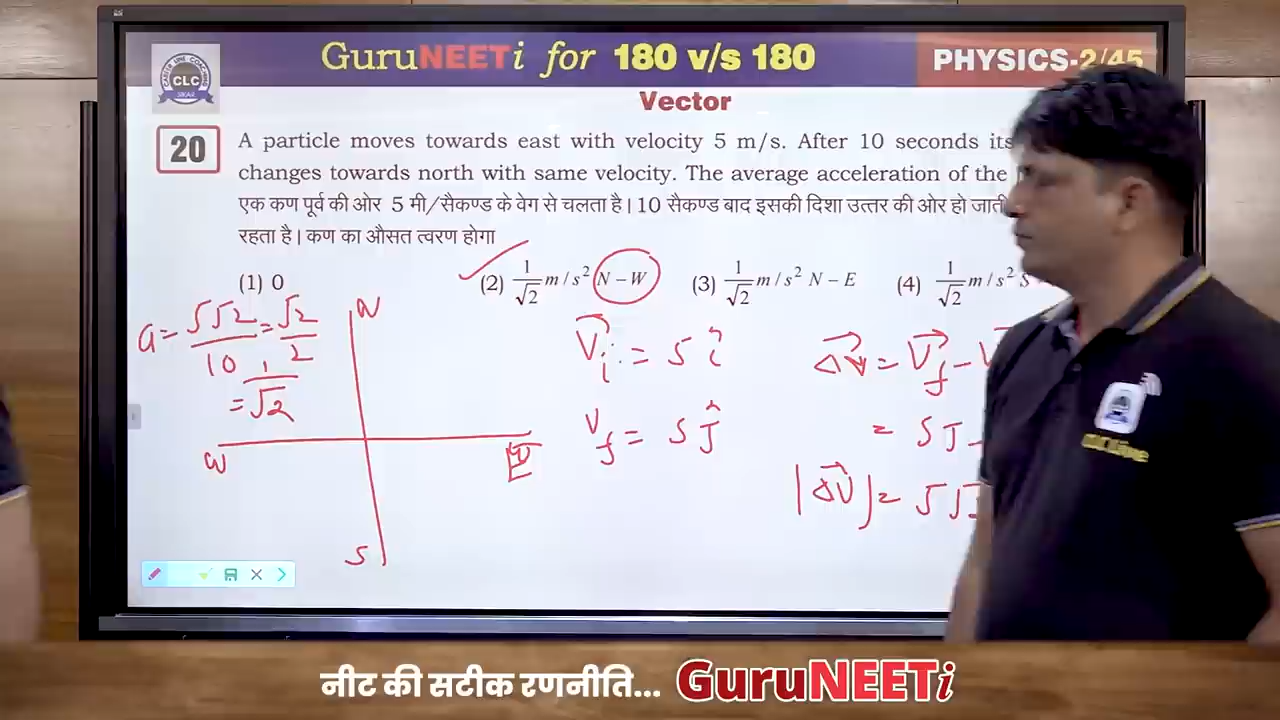 GuruNEETi for 180 v/s 180
PHYSICS-2/45
CLC
SIKAR
Vector
20
A particle moves towards east with velocity 5 m/s. After 10 seconds its
changes towards north with same velocity. The average acceleration of the
एक कण पूर्व की ओर 5 मी/सैकण्ड के वेग से चलता है। 10 सैकण्ड बाद इसकी दिशा उत्तर की ओर हो जाती
रहता है। कण का औसत त्वरण होगा
(1) 0 (2) 1/√2 m/s² N – W (3) 1/√2 m/s² N – E (4) 1/√2 m/s² S
a = 5√2/10 = √2/2
= 1/√2
N
W
E
S
V⃗i = 5 î
Vf = 5 ĵ
Δv⃗ = V⃗f – V
= 5 J –
|Δv⃗| = 5√2
नीट की सटीक रणनीति... GuruNEETi